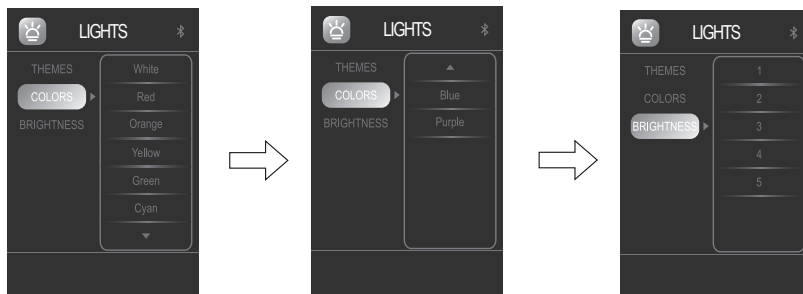 LIGHTS
THEMES
COLORS
BRIGHTNESS
White
Red
Orange
Yellow
Green
Cyan
LIGHTS
THEMES
COLORS
BRIGHTNESS
Blue
Purple
LIGHTS
THEMES
COLORS
BRIGHTNESS
1
2
3
4
5